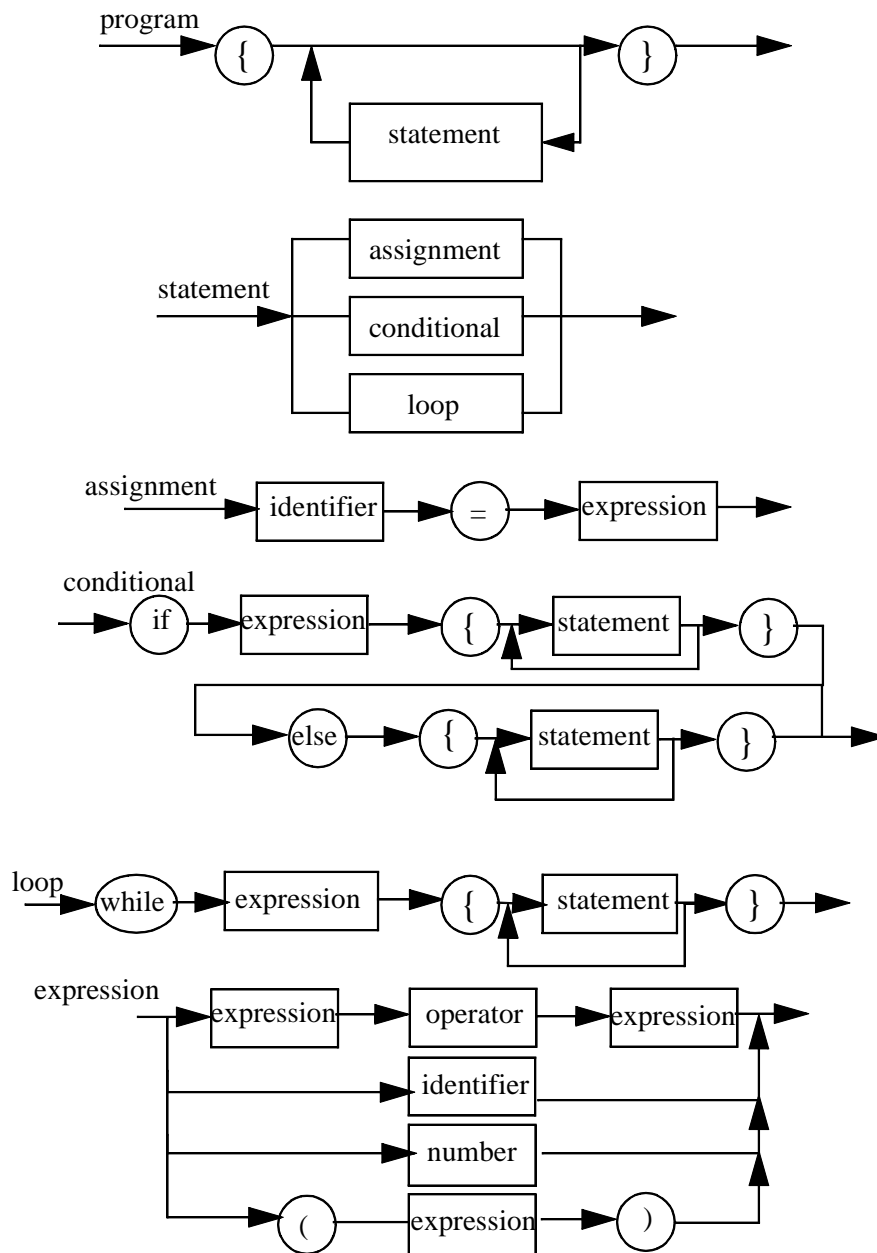 program
{ }
statement
assignment
statement
conditional
loop
assignment
identifier = expression
conditional
if expression { statement }
else { statement }
loop
while expression { statement }
expression
expression operator expression
identifier
number
( expression )